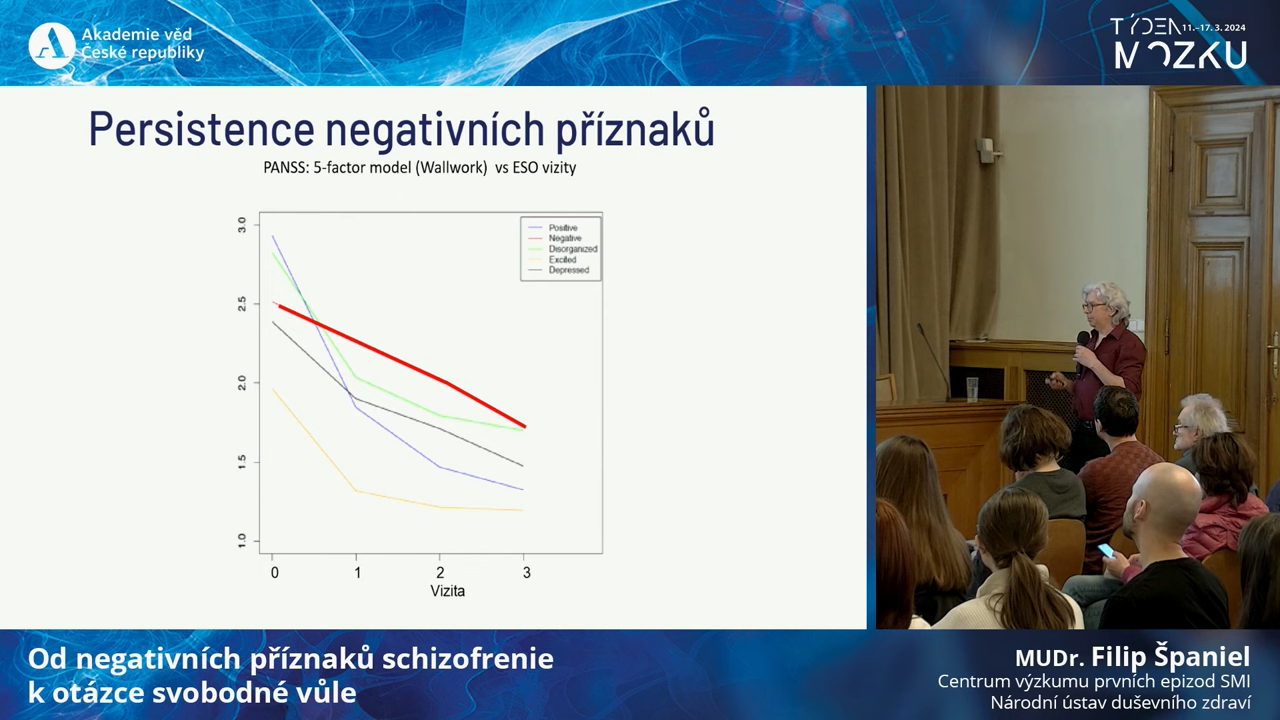 Akademie věd
České republiky
TÝDEN 11.–17. 3. 2024
MOZKU
Persistence negativních příznaků
PANSS: 5-factor model (Wallwork) vs ESO vizity
Positive
Negative
Disorganized
Excited
Depressed
3.0
2.5
2.0
1.5
1.0
0 1 2 3
Vizita
Od negativních příznaků schizofrenie
k otázce svobodné vůle
MUDr. Filip Španiel
Centrum výzkumu prvních epizod SMI
Národní ústav duševního zdraví